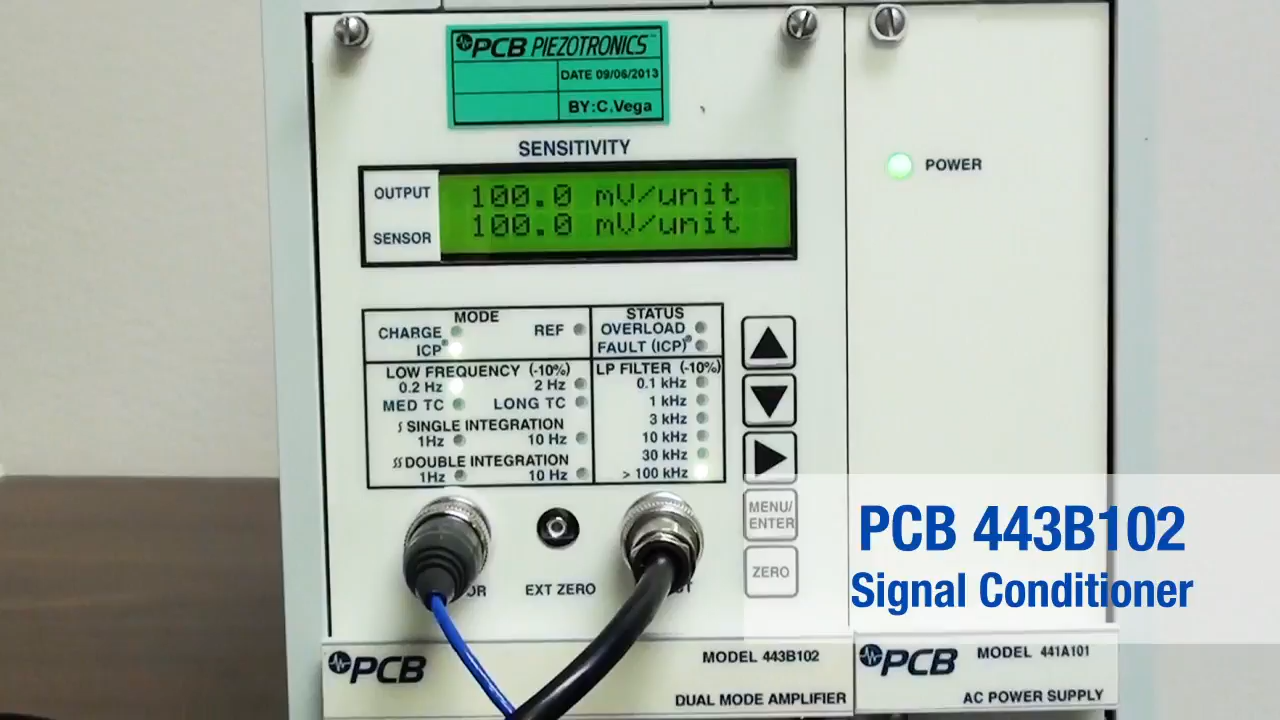 PCB PIEZOTRONICS™
DATE 09/06/2013
BY:C.Vega
SENSITIVITY
OUTPUT 100.0 mV/unit
SENSOR 100.0 mV/unit
POWER
MODE
CHARGE REF
ICP®
STATUS
OVERLOAD
FAULT (ICP)®
LOW FREQUENCY (-10%)
0.2 Hz 2 Hz
MED TC LONG TC
∫ SINGLE INTEGRATION
1Hz 10 Hz
∫∫ DOUBLE INTEGRATION
1Hz 10 Hz
LP FILTER (-10%)
0.1 kHz
1 kHz
3 kHz
10 kHz
30 kHz
> 100 kHz
MENU/
ENTER
ZERO
EXT ZERO
PCB 443B102
Signal Conditioner
PCB MODEL 443B102
DUAL MODE AMPLIFIER
PCB MODEL 441A101
AC POWER SUPPLY